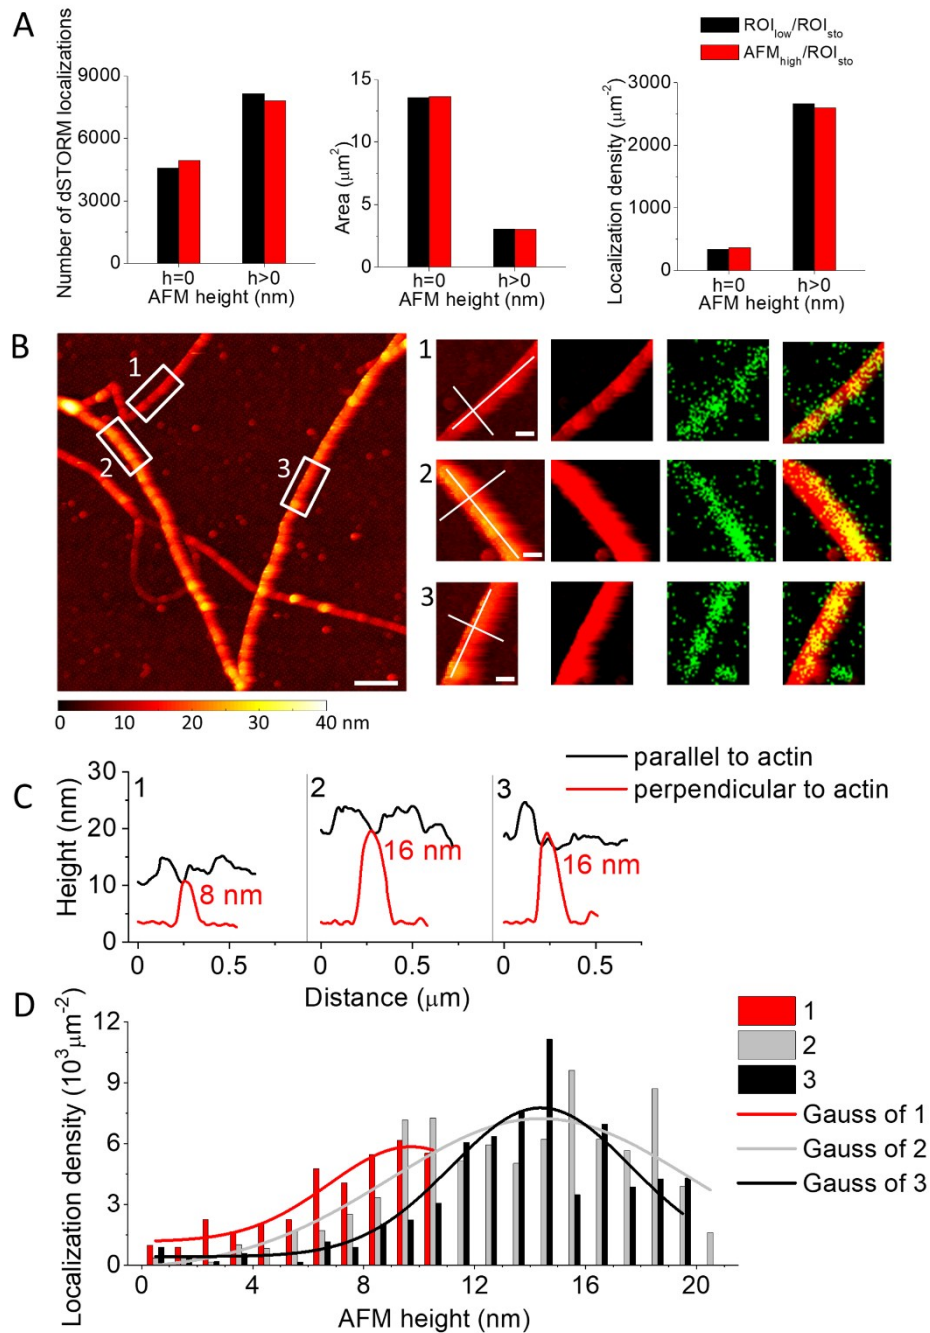 A
ROI_low/ROI_sto
AFM_high/ROI_sto
Number of dSTORM localizations
9000
6000
3000
0
h=0 h>0
AFM height (nm)
Area (μm²)
15
10
5
0
h=0 h>0
AFM height (nm)
Localization density (μm⁻²)
3000
2000
1000
0
h=0 h>0
AFM height (nm)
B
1
2
3
0 10 20 30 40 nm
1
2
3
C
parallel to actin
perpendicular to actin
Height (nm)
30
20
10
0
1
8 nm
2
16 nm
3
16 nm
0 0.5 0 0.5 0 0.5
Distance (μm)
D
Localization density (10³μm⁻²)
12
9
6
3
0
0 4 8 12 16 20
AFM height (nm)
1
2
3
Gauss of 1
Gauss of 2
Gauss of 3